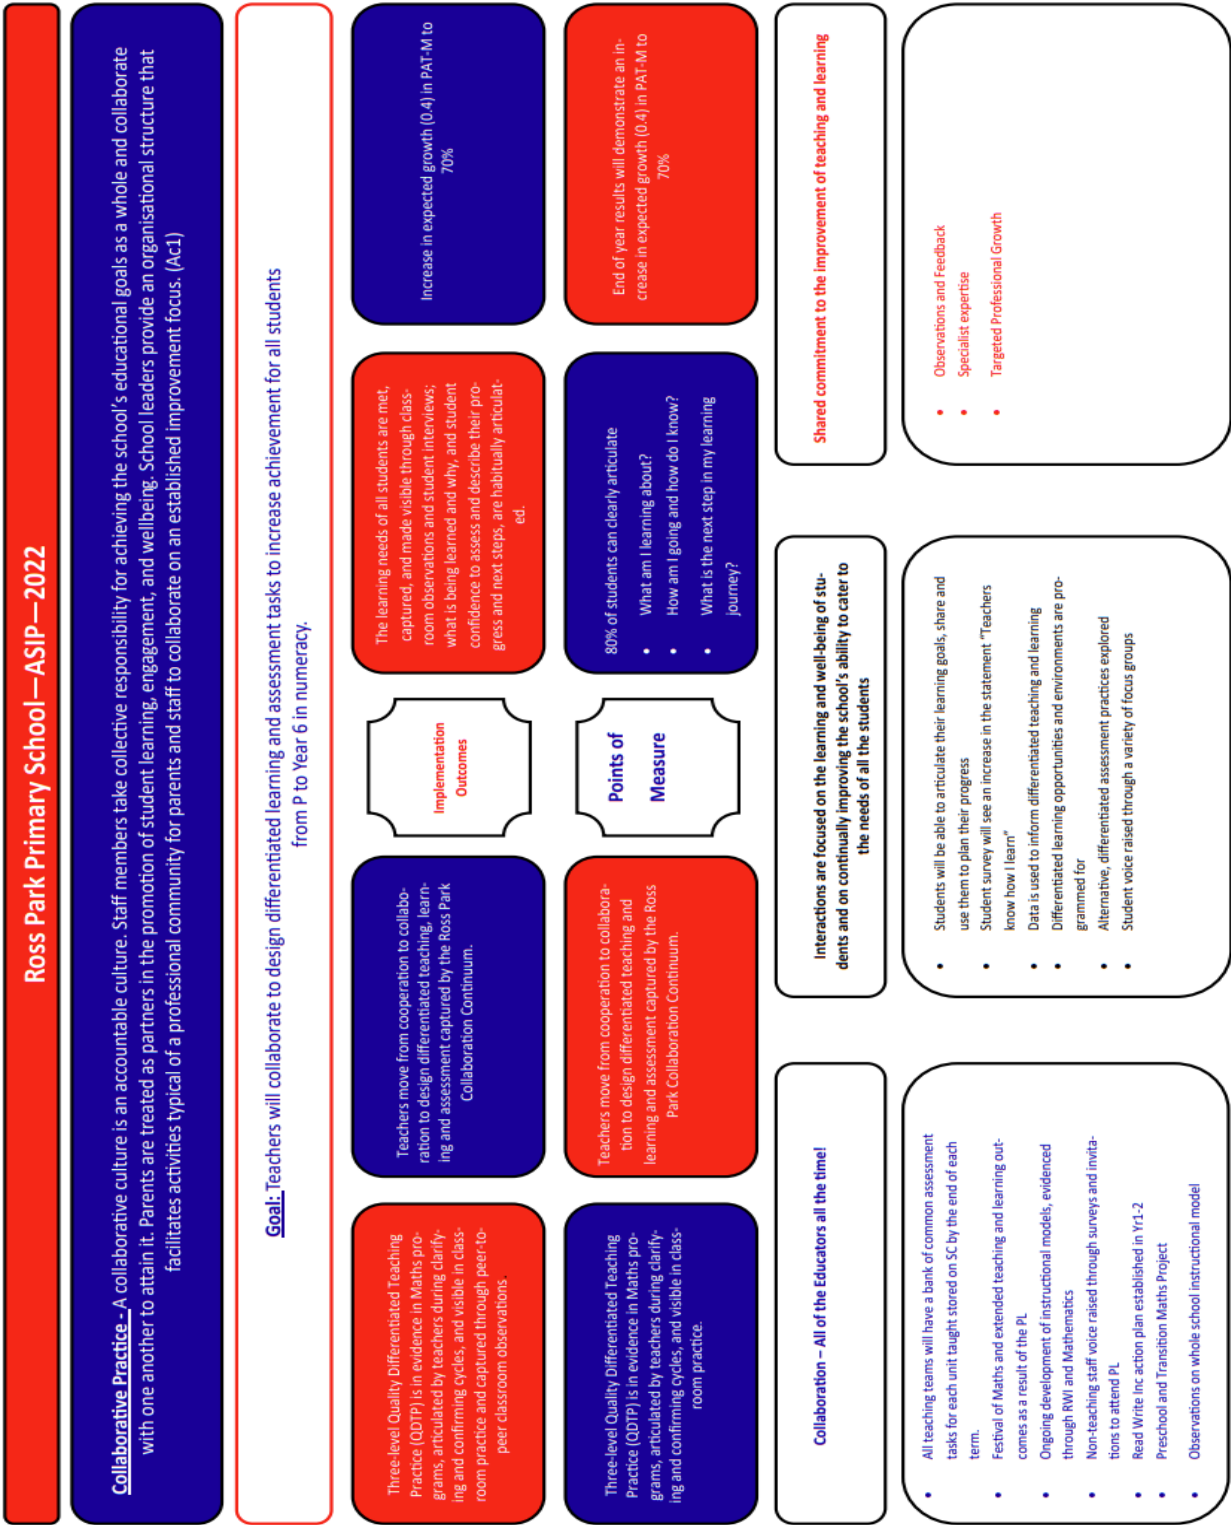 Ross Park Primary School—ASIP—2022
Collaborative Practice - A collaborative culture is an accountable culture. Staff members take collective responsibility for achieving the school's educational goals as a whole and collaborate
with one another to attain it. Parents are treated as partners in the promotion of student learning, engagement, and wellbeing. School leaders provide an organisational structure that
facilitates activities typical of a professional community for parents and staff to collaborate on an established improvement focus. (Ac1)
Goal: Teachers will collaborate to design differentiated learning and assessment tasks to increase achievement for all students
from P to Year 6 in numeracy.
Three-level Quality Differentiated Teaching
Practice (QDTP) is in evidence in Maths pro-
grams, articulated by teachers during clarify-
ing and confirming cycles, and visible in class-
room practice and captured through peer-to-
peer classroom observations.
Teachers move from cooperation to collabo-
ration to design differentiated teaching, learn-
ing and assessment captured by the Ross Park
Collaboration Continuum.
Implementation
Outcomes
The learning needs of all students are met,
captured, and made visible through class-
room observations and student interviews;
what is being learned and why, and student
confidence to assess and describe their pro-
gress and next steps, are habitually articulat-
ed.
Increase in expected growth (0.4) in PAT-M to
70%
Three-level Quality Differentiated Teaching
Practice (QDTP) is in evidence in Maths pro-
grams, articulated by teachers during clarify-
ing and confirming cycles, and visible in class-
room practice.
Teachers move from cooperation to collabora-
tion to design differentiated teaching and
learning and assessment captured by the Ross
Park Collaboration Continuum.
Points of
Measure
80% of students can clearly articulate
• What am I learning about?
• How am I going and how do I know?
• What is the next step in my learning
journey?
End of year results will demonstrate an in-
crease in expected growth (0.4) in PAT-M to
70%
Collaboration – All of the Educators all the time!
Interactions are focused on the learning and well-being of stu-
dents and on continually improving the school's ability to cater to
the needs of all the students
Shared commitment to the improvement of teaching and learning
• All teaching teams will have a bank of common assessment
tasks for each unit taught stored on SC by the end of each
term.
• Festival of Maths and extended teaching and learning out-
comes as a result of the PL
• Ongoing development of instructional models, evidenced
through RWI and Mathematics
• Non-teaching staff voice raised through surveys and invita-
tions to attend PL
• Read Write Inc action plan established in Yr1-2
• Preschool and Transition Maths Project
• Observations on whole school instructional model
• Students will be able to articulate their learning goals, share and
use them to plan their progress
• Student survey will see an increase in the statement "Teachers
know how I learn"
• Data is used to inform differentiated teaching and learning
• Differentiated learning opportunities and environments are pro-
grammed for
• Alternative, differentiated assessment practices explored
• Student voice raised through a variety of focus groups
• Observations and Feedback
• Specialist expertise
• Targeted Professional Growth